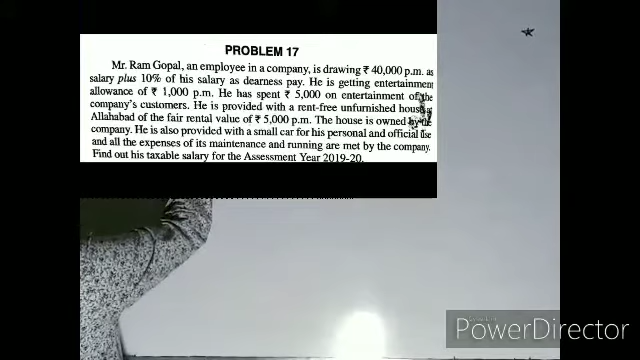 PROBLEM 17
Mr. Ram Gopal, an employee in a company, is drawing ₹ 40,000 p.m. as
salary plus 10% of his salary as dearness pay. He is getting entertainment
allowance of ₹ 1,000 p.m. He has spent ₹ 5,000 on entertainment of the
company's customers. He is provided with a rent-free unfurnished house at
Allahabad of the fair rental value of ₹ 5,000 p.m. The house is owned by the
company. He is also provided with a small car for his personal and official use
and all the expenses of its maintenance and running are met by the company.
Find out his taxable salary for the Assessment Year 2019-20.
PowerDirector